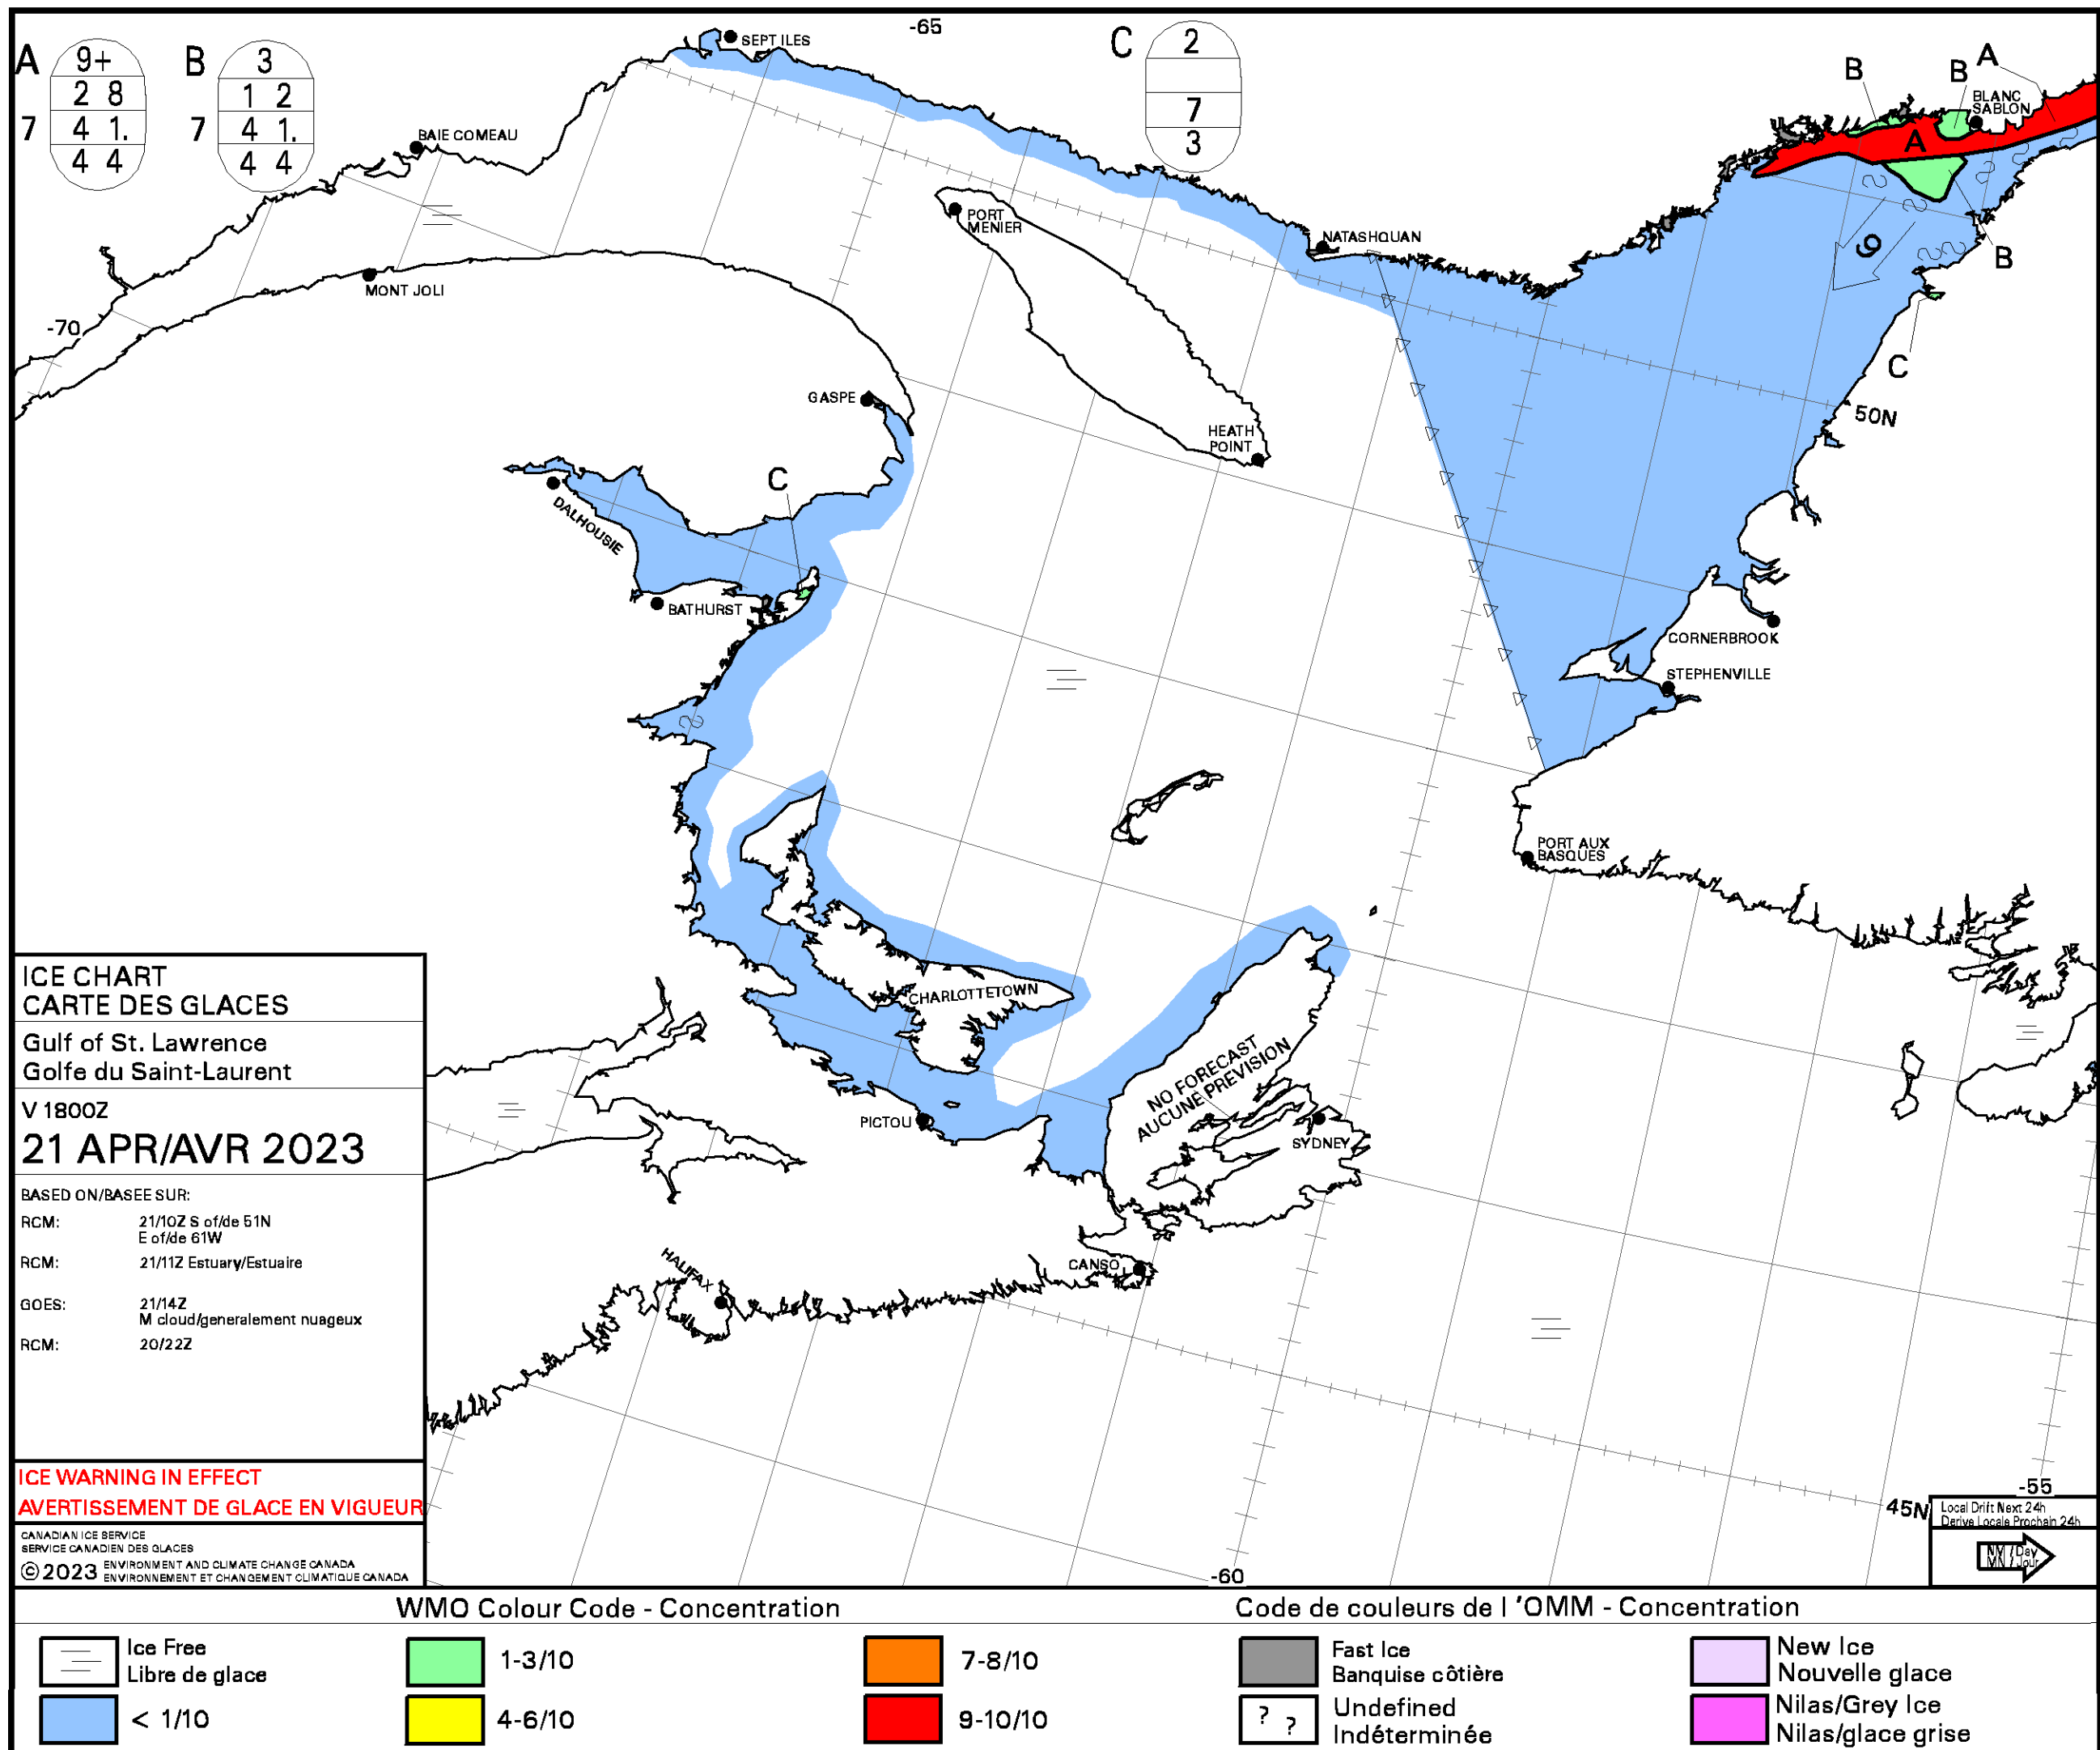 -65
SEPT ILES
A
9+
2 8
7
4 1.
4 4
B
3
1 2
7
4 1.
4 4
C
2
7
3
B
B
A
BLANC
SABLON
A
BAIE COMEAU
PORT
MENIER
NATASHQUAN
9
B
MONT JOLI
-70
C
50N
GASPE
HEATH
POINT
C
DALHOUSIE
BATHURST
CORNERBROOK
STEPHENVILLE
PORT AUX
BASQUES
CHARLOTTETOWN
NO FORECAST
AUCUNE PREVISION
PICTOU
SYDNEY
CANSO
HALIFAX
ICE CHART
CARTE DES GLACES
Gulf of St. Lawrence
Golfe du Saint-Laurent
V 1800Z
21 APR/AVR 2023
BASED ON/BASEE SUR:
RCM: 21/10Z S of/de 51N
E of/de 61W
RCM: 21/11Z Estuary/Estuaire
GOES: 21/14Z
M cloud/generalement nuageux
RCM: 20/22Z
ICE WARNING IN EFFECT
AVERTISSEMENT DE GLACE EN VIGUEUR
CANADIAN ICE SERVICE
SERVICE CANADIEN DES GLACES
© 2023 ENVIRONMENT AND CLIMATE CHANGE CANADA
ENVIRONNEMENT ET CHANGEMENT CLIMATIQUE CANADA
-60
45N
-55
Local Drift Next 24h
Derive Locale Prochain 24h
NM / Day
MN / Jour
WMO Colour Code - Concentration
Code de couleurs de l 'OMM - Concentration
Ice Free
Libre de glace
< 1/10
1-3/10
4-6/10
7-8/10
9-10/10
Fast Ice
Banquise côtière
? ?
Undefined
Indéterminée
New Ice
Nouvelle glace
Nilas/Grey Ice
Nilas/glace grise